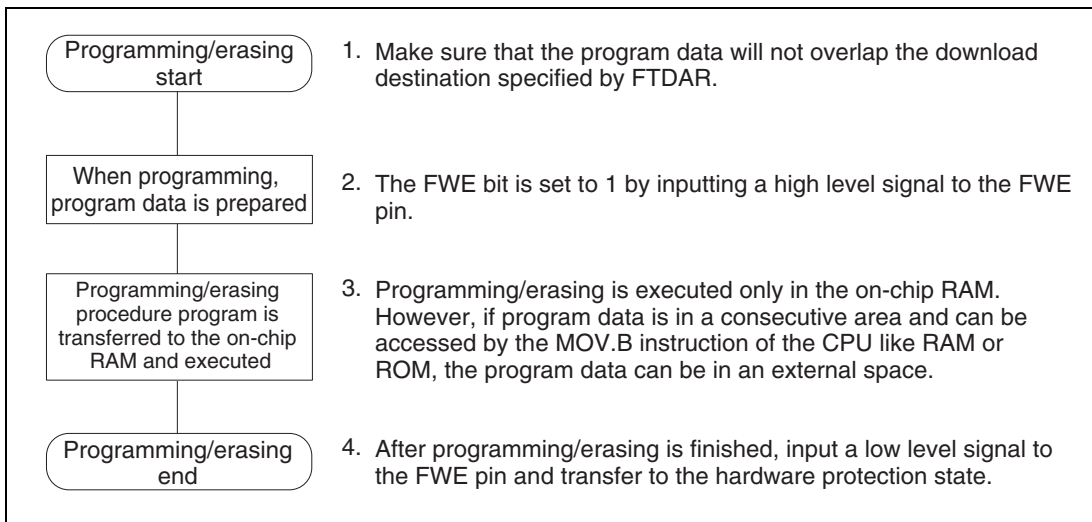 Programming/erasing
start
1. Make sure that the program data will not overlap the download
destination specified by FTDAR.
When programming,
program data is prepared
2. The FWE bit is set to 1 by inputting a high level signal to the FWE
pin.
Programming/erasing
procedure program is
transferred to the on-chip
RAM and executed
3. Programming/erasing is executed only in the on-chip RAM.
However, if program data is in a consecutive area and can be
accessed by the MOV.B instruction of the CPU like RAM or
ROM, the program data can be in an external space.
Programming/erasing
end
4. After programming/erasing is finished, input a low level signal to
the FWE pin and transfer to the hardware protection state.